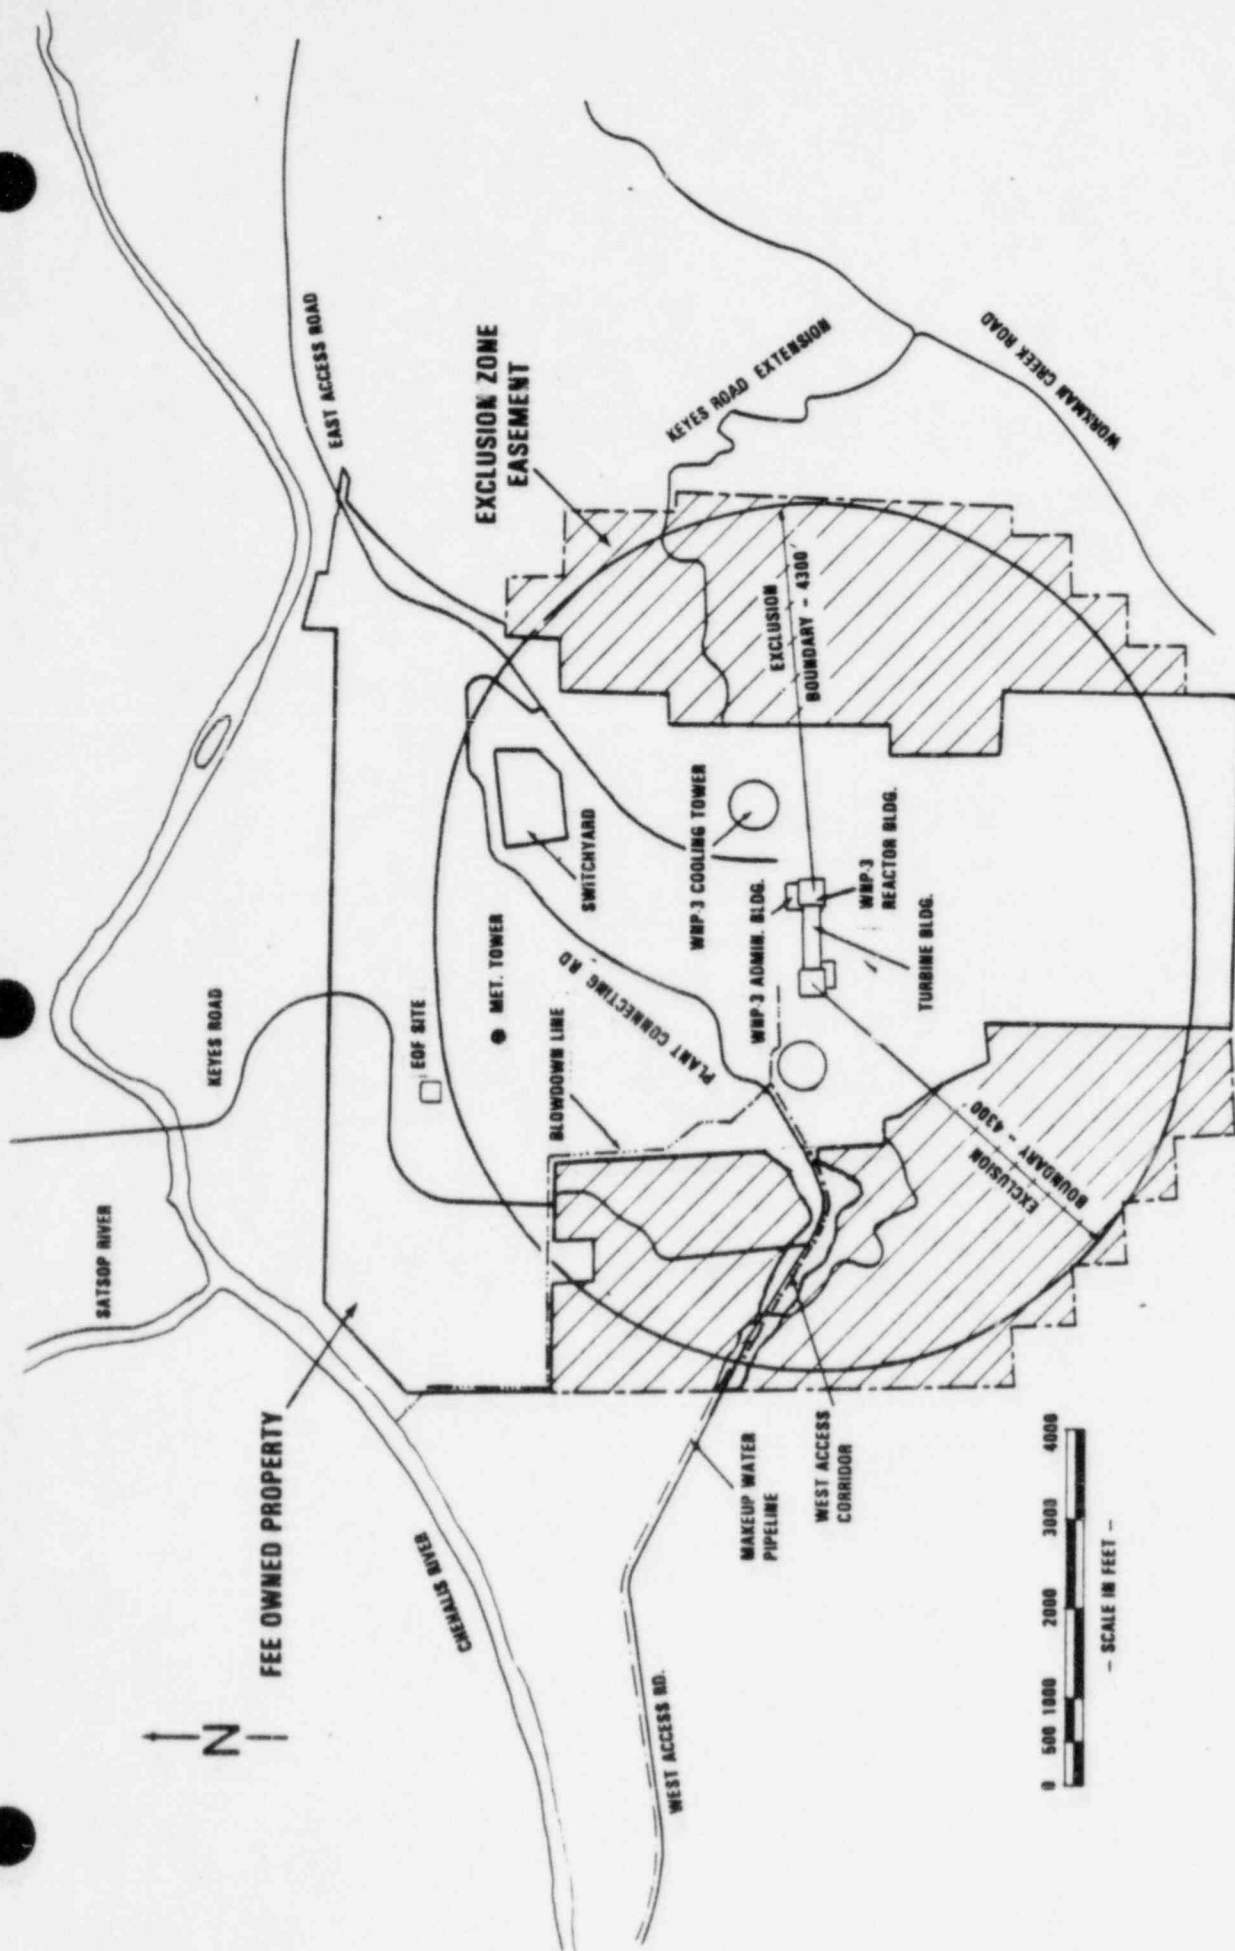 SATSOP RIVER
KEYES ROAD
EAST ACCESS ROAD
FEE OWNED PROPERTY
N
CHEHALIS RIVER
EOF SITE
MET. TOWER
BLOWDOWN LINE
SWITCHYARD
PLANT CONNECTING RD
EXCLUSION ZONE
EASEMENT
KEYES ROAD EXTENSION
WORKMAN CREEK ROAD
WNP-3 COOLING TOWER
WNP-3 ADMIN. BLDG.
WNP-3
REACTOR BLDG.
TURBINE BLDG.
EXCLUSION
BOUNDARY - 4300
EXCLUSION
BOUNDARY - 4300
WEST ACCESS RD.
MAKEUP WATER
PIPELINE
WEST ACCESS
CORRIDOR
0 500 1000 2000 3000 4000
- SCALE IN FEET -